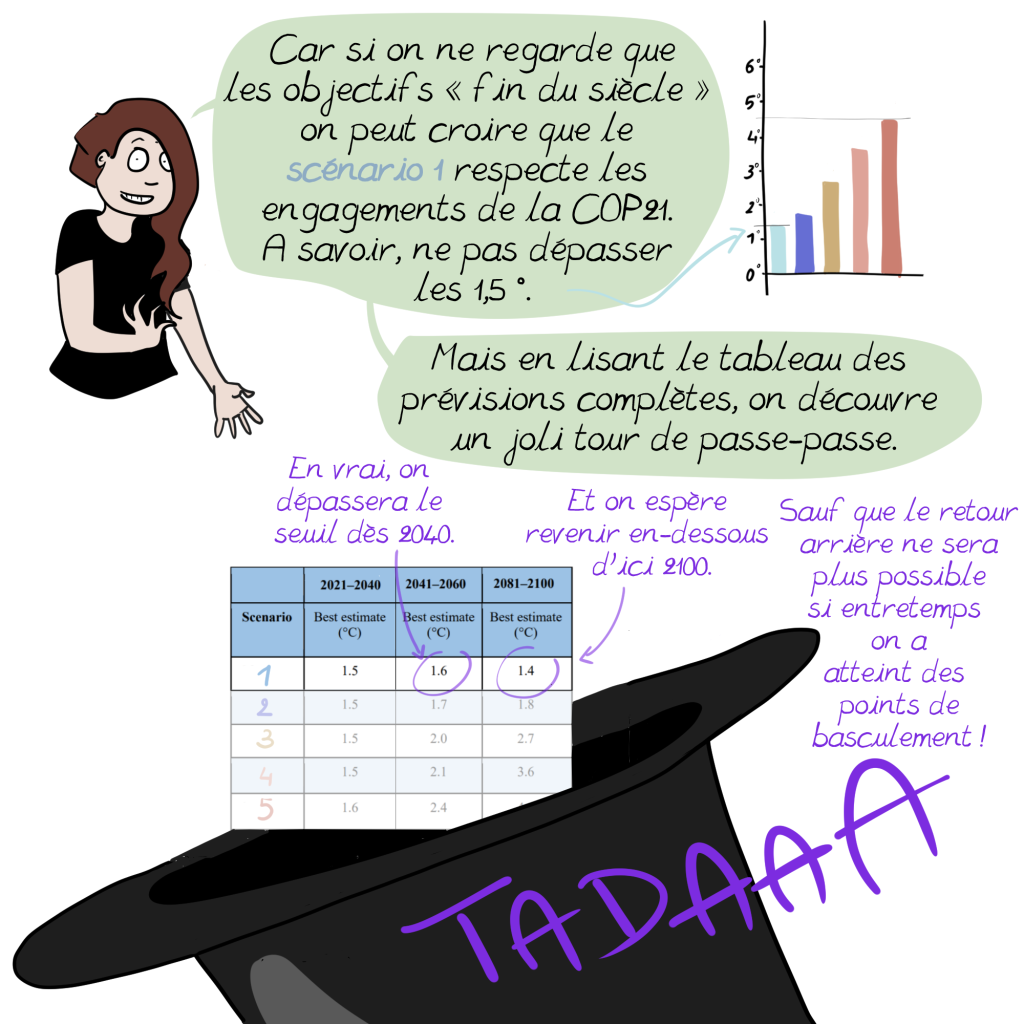 Car si on ne regarde que
les objectifs « fin du siècle »
on peut croire que le
scénario 1 respecte les
engagements de la COP21.
A savoir, ne pas dépasser
les 1,5 °.
6°
5°
4°
3°
2°
1°
0°
Mais en lisant le tableau des
prévisions complètes, on découvre
un joli tour de passe-passe.
En vrai, on
dépassera le
seuil dès 2040.
Et on espère
revenir en-dessous
d'ici 2100.
Sauf que le retour
arrière ne sera
plus possible
si entretemps
on a
atteint des
points de
basculement !
2021–2040 2041–2060 2081–2100
Scenario Best estimate (°C) Best estimate (°C) Best estimate (°C)
1 1.5 1.6 1.4
2 1.5 1.7 1.8
3 1.5 2.0 2.7
4 1.5 2.1 3.6
5 1.6 2.4
TADAAA